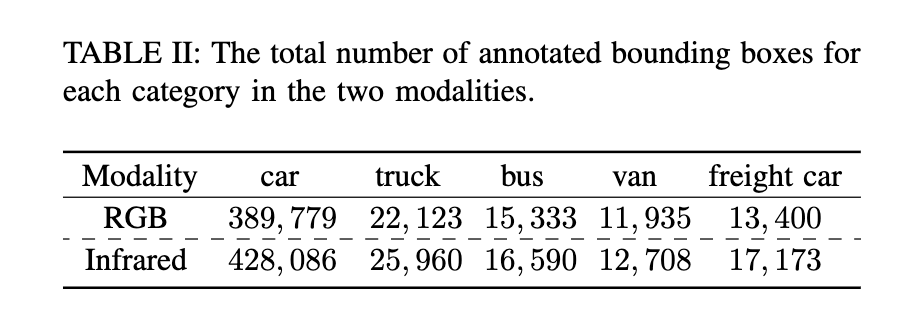 TABLE II: The total number of annotated bounding boxes for
each category in the two modalities.
Modality car truck bus van freight car
RGB 389, 779 22, 123 15, 333 11, 935 13, 400
Infrared 428, 086 25, 960 16, 590 12, 708 17, 173